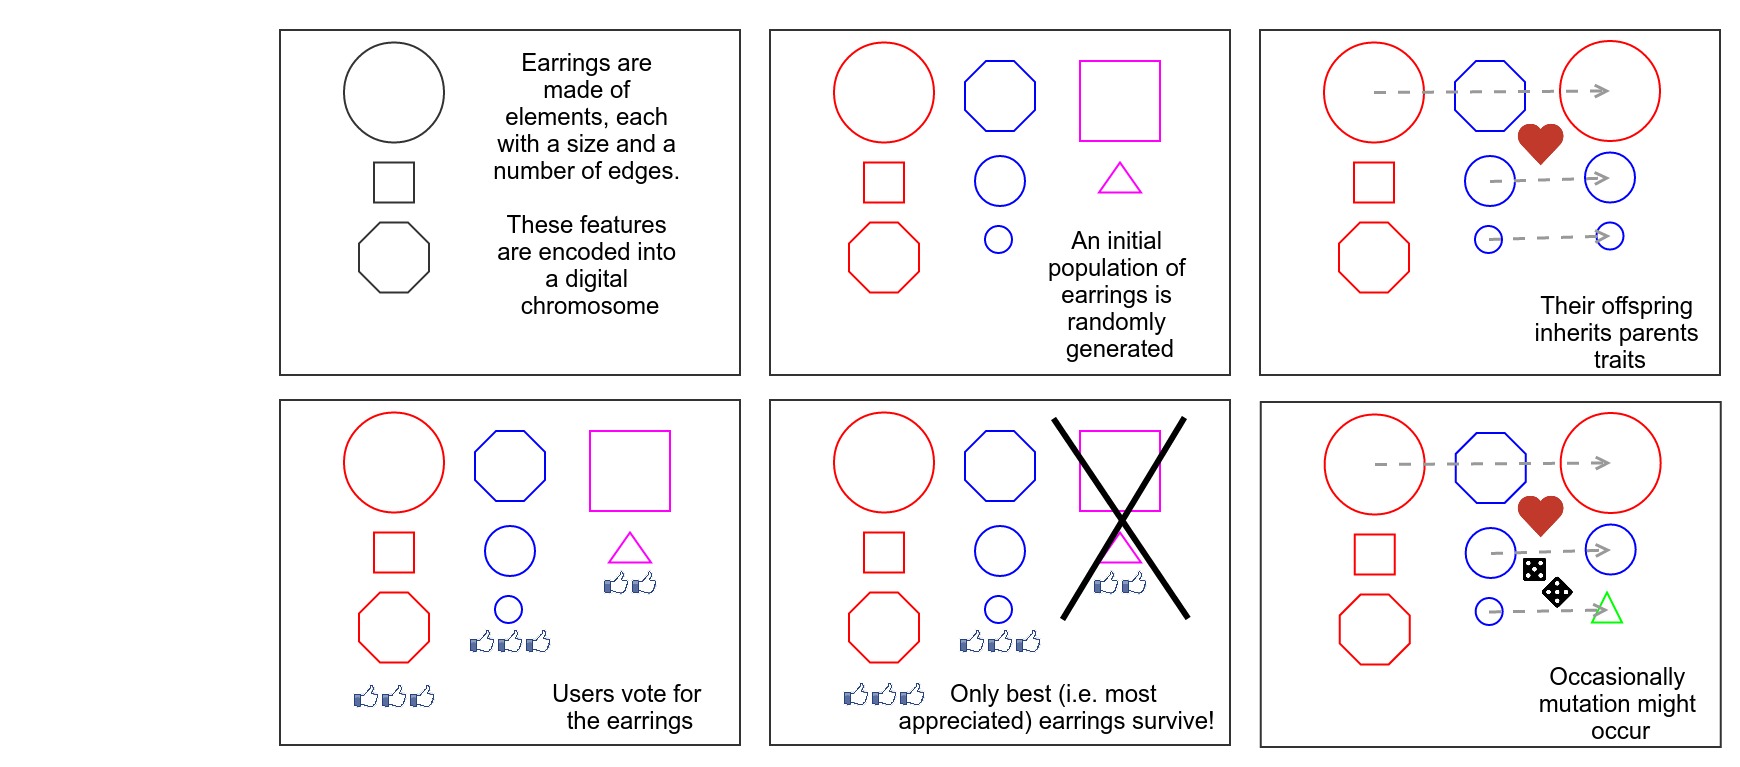 Earrings are
made of
elements, each
with a size and a
number of edges.
These features
are encoded into
a digital
chromosome
An initial
population of
earrings is
randomly
generated
Their offspring
inherits parents
traits
Users vote for
the earrings
Only best (i.e. most
appreciated) earrings survive!
Occasionally
mutation might
occur